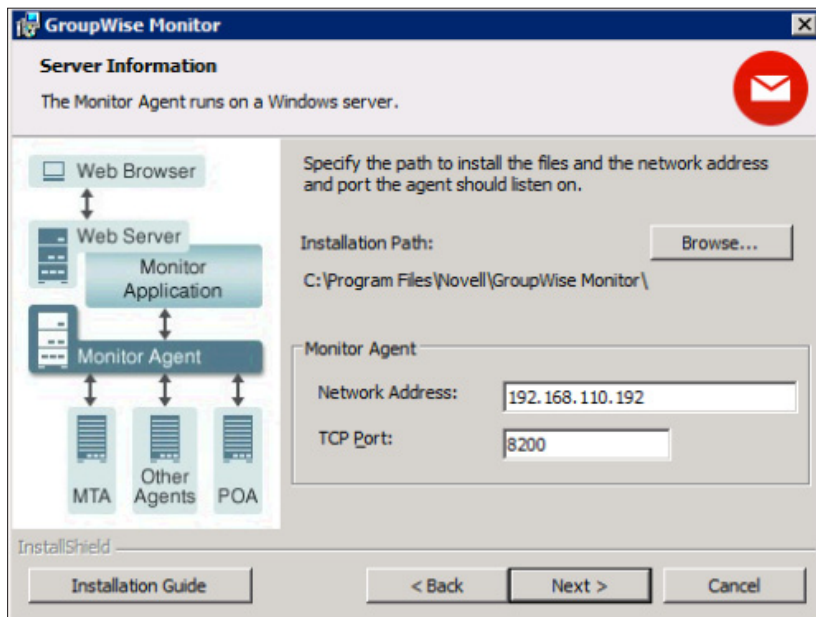 GroupWise Monitor
Server Information
The Monitor Agent runs on a Windows server.
Web Browser
Web Server
Monitor
Application
Monitor Agent
MTA
Other
Agents
POA
Specify the path to install the files and the network address
and port the agent should listen on.
Installation Path:
Browse...
C:\Program Files\Novell\GroupWise Monitor\
Monitor Agent
Network Address:
192.168.110.192
TCP Port:
8200
InstallShield
Installation Guide
< Back
Next >
Cancel